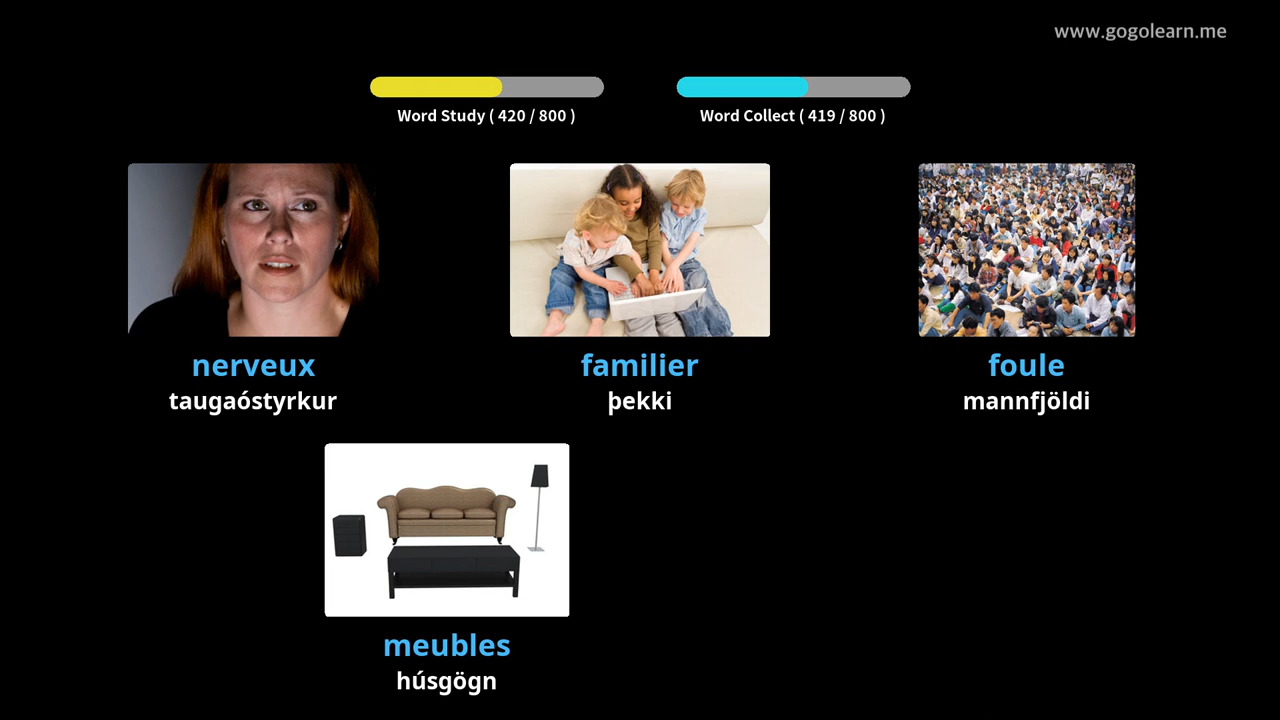 www.gogolearn.me
Word Study ( 420 / 800 )
Word Collect ( 419 / 800 )
nerveux
taugaóstyrkur
familier
þekki
foule
mannfjöldi
meubles
húsgögn